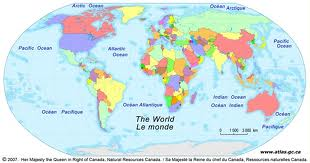 Arctic Ocean
Océan Arctique
Pacific Ocean
Atlantic
Ocean
Pacific Ocean
Océan Pacifique
Océan Atlantique
Indian Ocean
Océan Indien
Océan
Pacifique
The World
Le monde
www.atlas.gc.ca
© 2007. Her Majesty the Queen in Right of Canada, Natural Resources Canada. / Sa Majesté la Reine du chef du Canada, Ressources naturelles Canada.